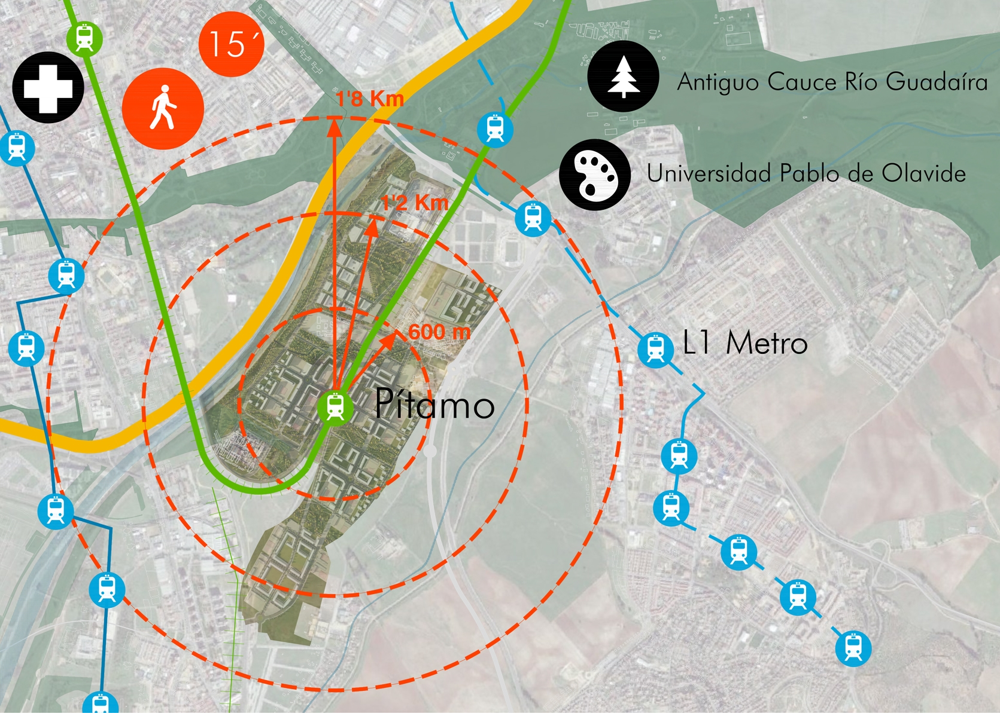 15´
1'8 Km
Antiguo Cauce Río Guadaíra
Universidad Pablo de Olavide
1'2 Km
600 m
L1 Metro
Pítamo